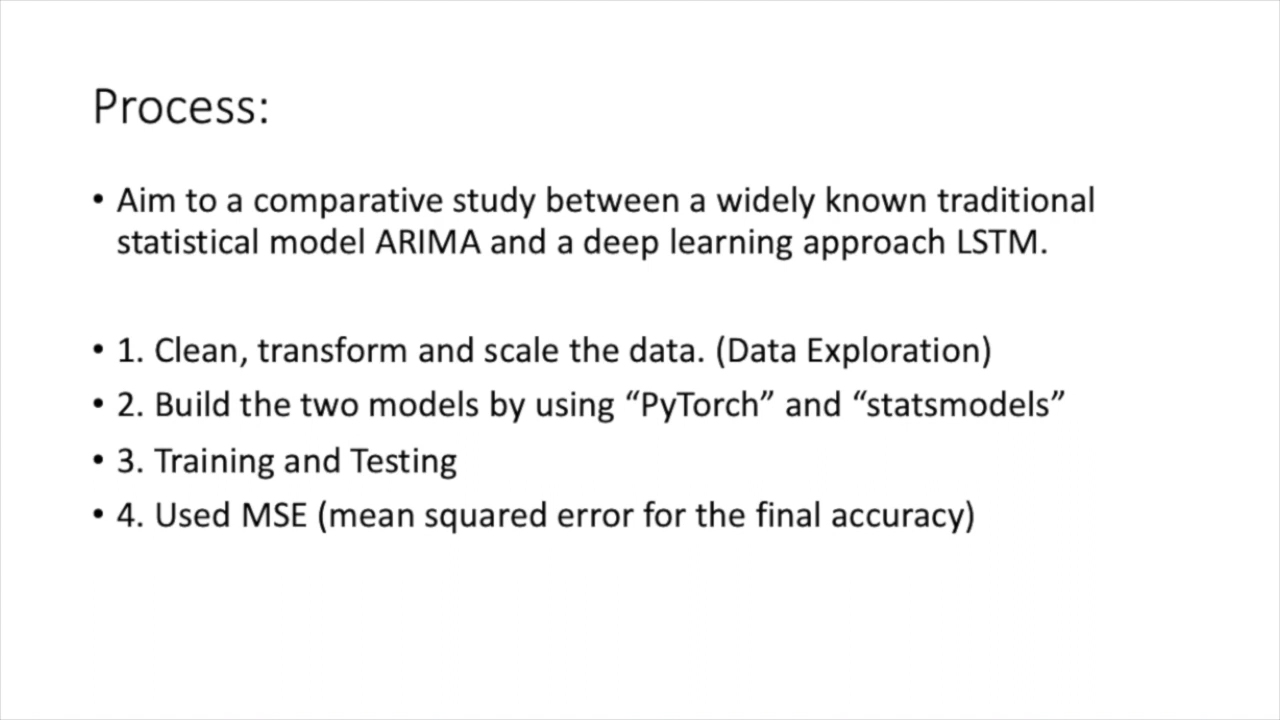 Process:
• Aim to a comparative study between a widely known traditional
statistical model ARIMA and a deep learning approach LSTM.
• 1. Clean, transform and scale the data. (Data Exploration)
• 2. Build the two models by using “PyTorch” and “statsmodels”
• 3. Training and Testing
• 4. Used MSE (mean squared error for the final accuracy)